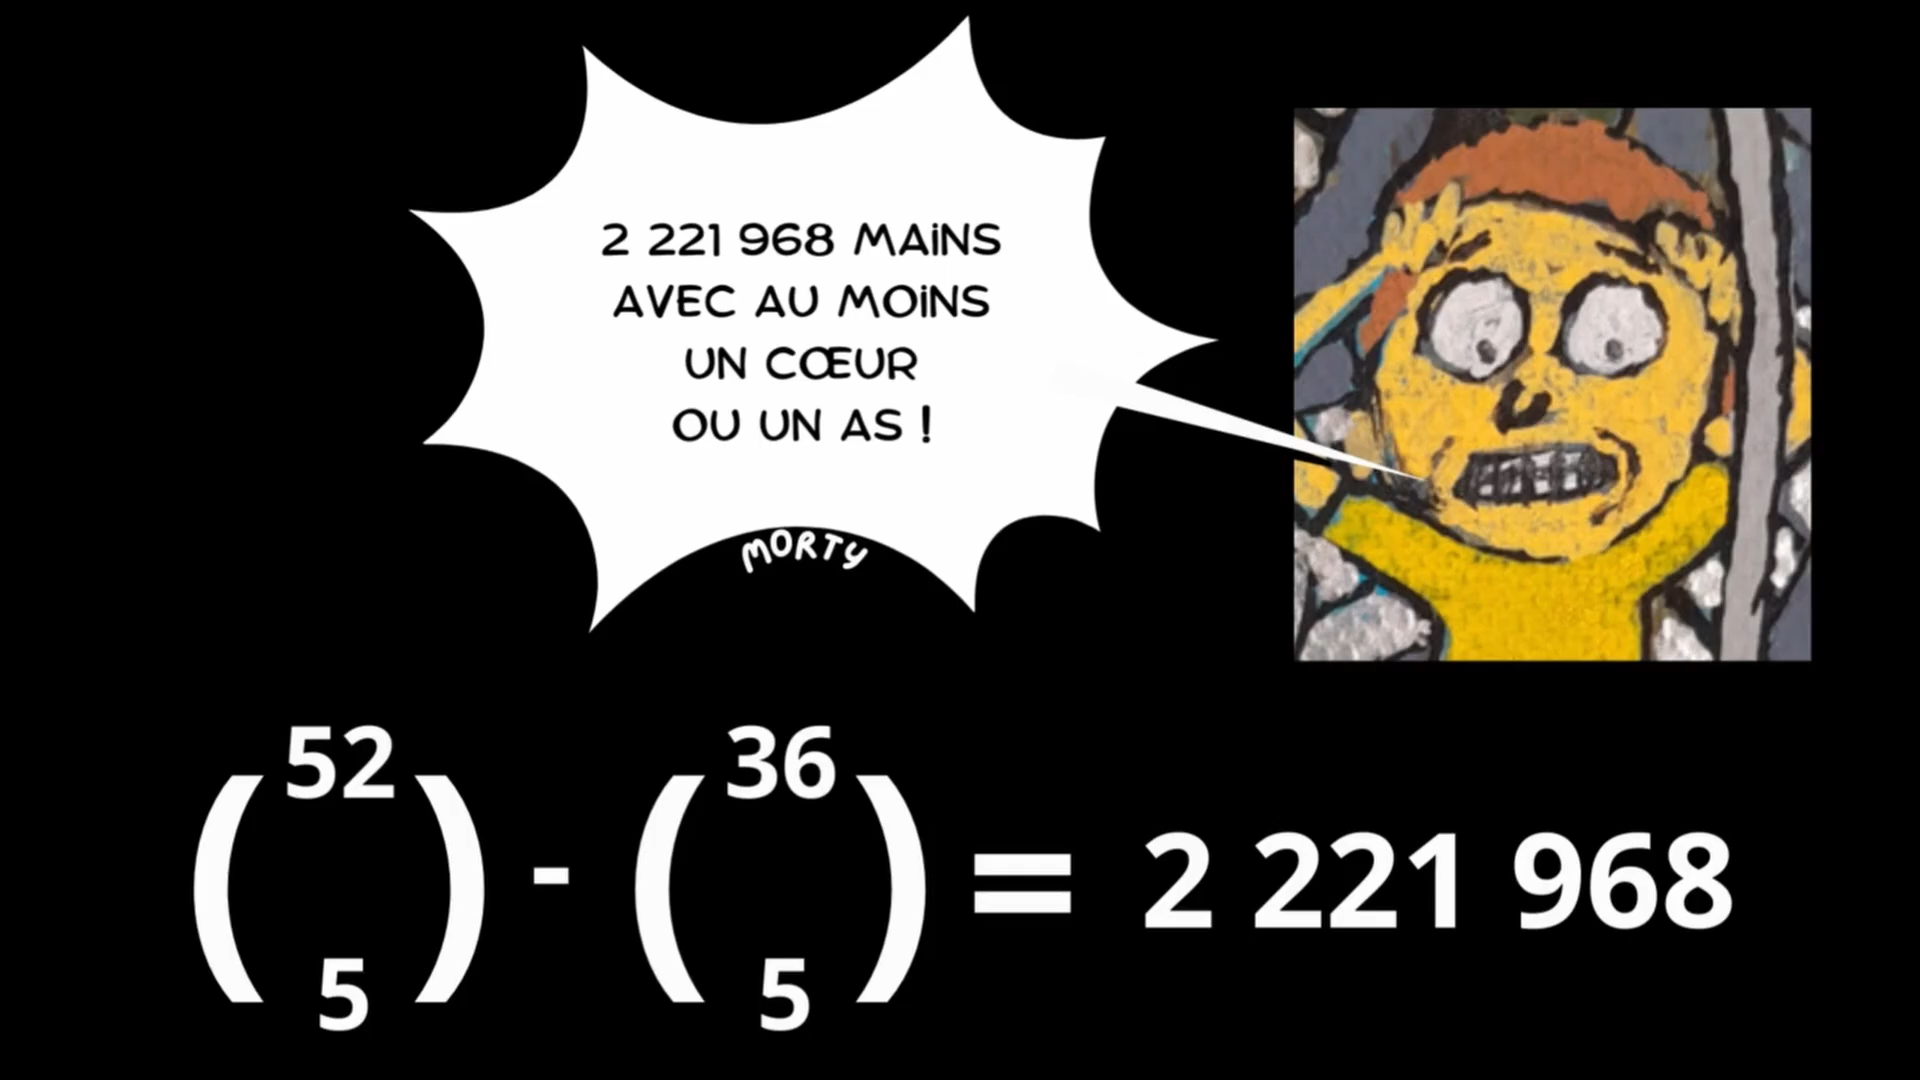 2 221 968 MAiNS
AVEC AU MOiNS
UN CŒUR
OU UN AS !
MORTY
52
36
( ) - ( ) = 2 221 968
5
5